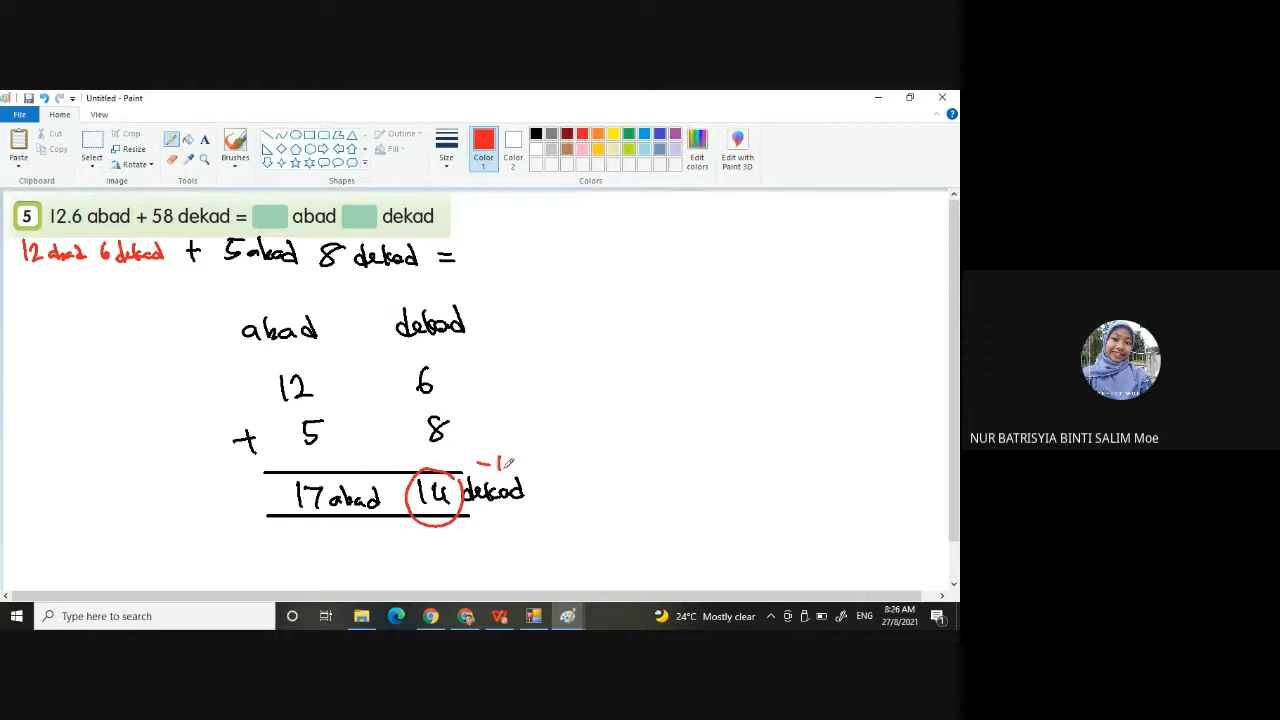 Untitled - Paint
File Home View
Paste Cut Copy Select Crop Resize Rotate Brushes Outline Fill Size Color 1 Color 2 Edit colors Edit with Paint 3D
Clipboard Image Tools Shapes Colors
5 12.6 abad + 58 dekad = abad dekad
12 abad 6 dekad + 5 abad 8 dekad =
abad dekad
12 6
+ 5 8
-1
17 abad 14 dekad
NUR BATRISYIA BINTI SALIM Moe
Type here to search 24°C Mostly clear ENG 8:26 AM
27/8/2021